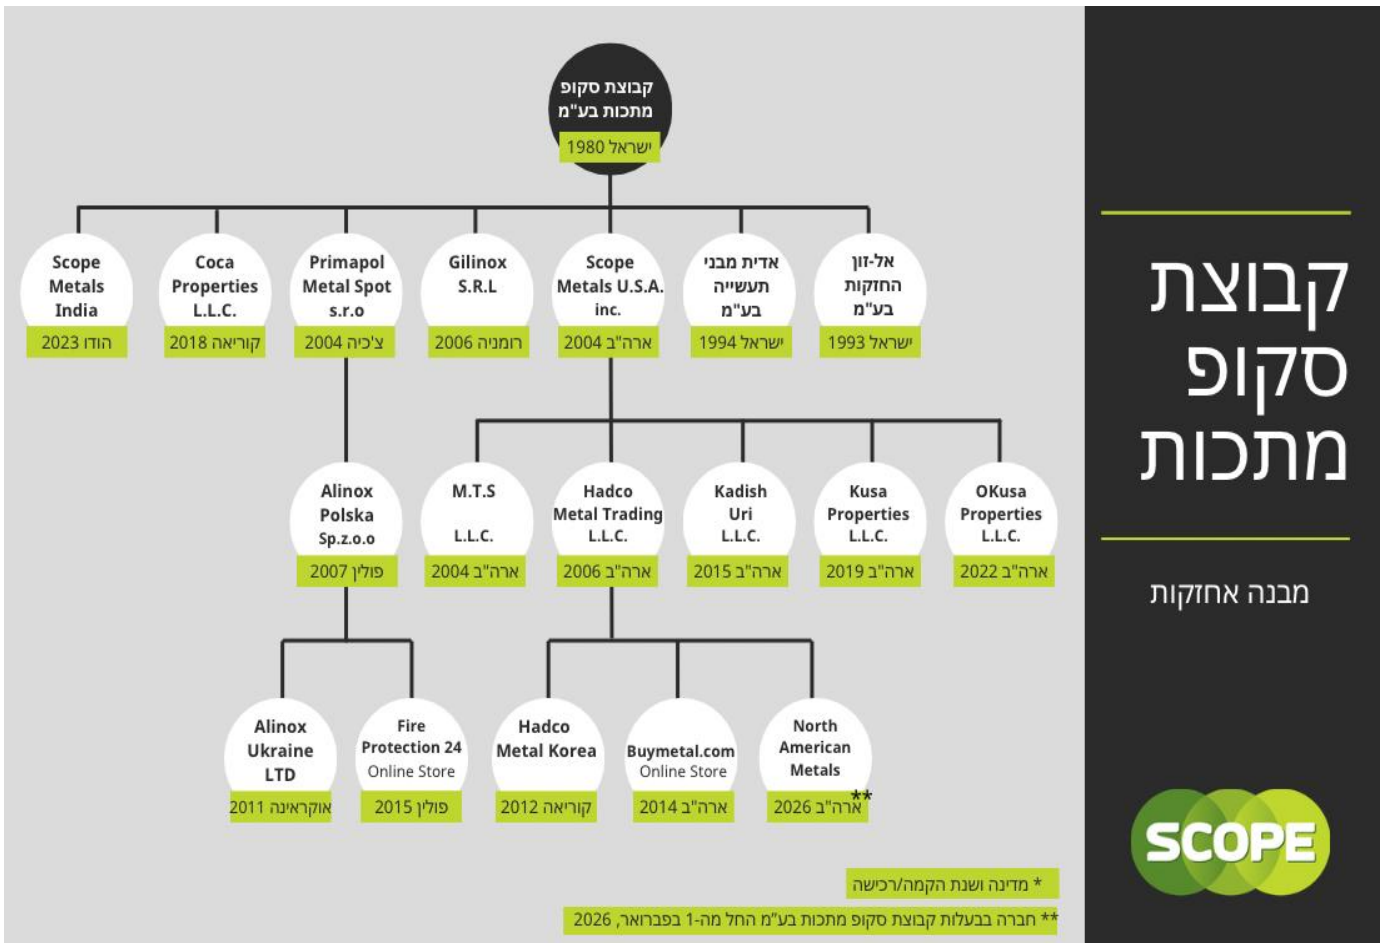 קבוצת סקופ
מתכות בע"מ
ישראל 1980
אל-זון
החזקות
בע"מ
ישראל 1993
אדית מבני
תעשייה
בע"מ
ישראל 1994
Scope
Metals U.S.A.
inc.
ארה"ב 2004
Gilinox
S.R.L
רומניה 2006
Primapol
Metal Spot
s.r.o
צ'כיה 2004
Coca
Properties
L.L.C.
קוריאה 2018
Scope
Metals
India
הודו 2023
OKusa
Properties
L.L.C.
ארה"ב 2022
Kusa
Properties
L.L.C.
ארה"ב 2019
Kadish
Uri
L.L.C.
ארה"ב 2015
Hadco
Metal Trading
L.L.C.
ארה"ב 2006
M.T.S
L.L.C.
ארה"ב 2004
Alinox
Polska
Sp.z.o.o
פולין 2007
North
American
Metals
**
ארה"ב 2026
Buymetal.com
Online Store
ארה"ב 2014
Hadco
Metal Korea
קוריאה 2012
Fire
Protection 24
Online Store
פולין 2015
Alinox
Ukraine
LTD
אוקראינה 2011
* מדינה ושנת הקמה/רכישה
** חברה בבעלות קבוצת סקופ מתכות בע"מ החל מה-1 בפברואר, 2026
קבוצת
סקופ
מתכות
מבנה אחזקות
SCOPE